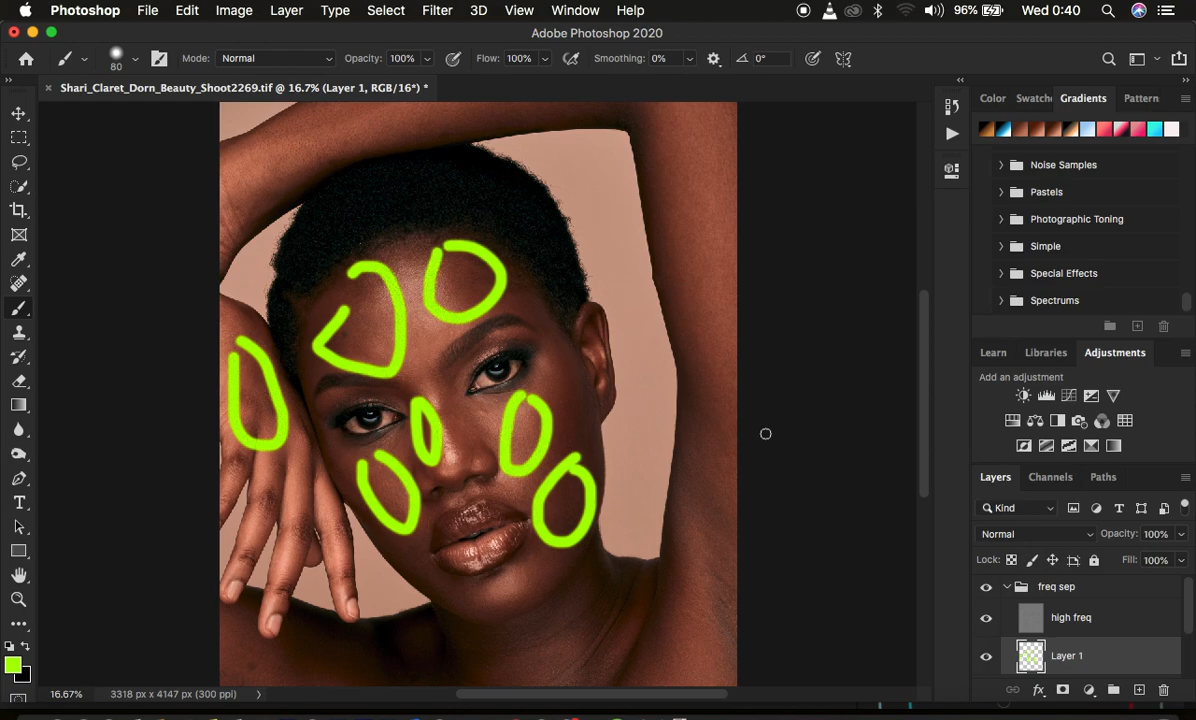 Photoshop File Edit Image Layer Type Select Filter 3D View Window Help 96% Wed 0:40
Adobe Photoshop 2020
80 Mode: Normal Opacity: 100% Flow: 100% Smoothing: 0% 0°
Shari_Claret_Dorn_Beauty_Shoot2269.tif @ 16.7% (Layer 1, RGB/16*) *
Color Swatche Gradients Pattern
Noise Samples
Pastels
Photographic Toning
Simple
Special Effects
Spectrums
Learn Libraries Adjustments
Add an adjustment
Layers Channels Paths
Kind
Normal Opacity: 100%
Lock: Fill: 100%
freq sep
high freq
Layer 1
16.67% 3318 px x 4147 px (300 ppi)